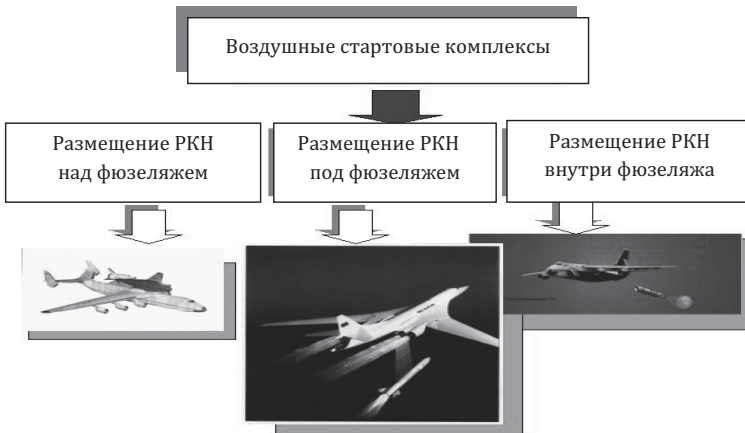 Воздушные стартовые комплексы
Размещение РКН
над фюзеляжем
Размещение РКН
под фюзеляжем
Размещение РКН
внутри фюзеляжа